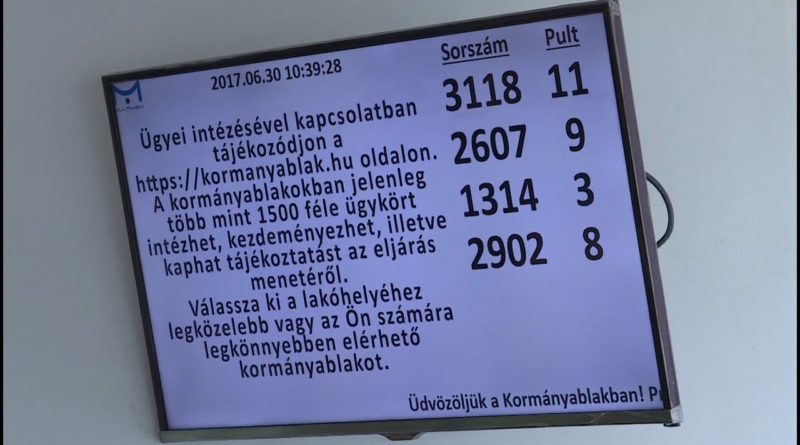 2017.06.30 10:39:28
Ügyei intézésével kapcsolatban
tájékozódjon a
https://kormanyablak.hu oldalon.
A kormányablakokban jelenleg
több mint 1500 féle ügykört
intézhet, kezdeményezhet, illetve
kaphat tájékoztatást az eljárás
menetéről.
Válassza ki a lakóhelyéhez
legközelebb vagy az Ön számára
legkönnyebben elérhető
kormányablakot.
Sorszám Pult
3118 11
2607 9
1314 3
2902 8
Üdvözöljük a Kormányablakban!